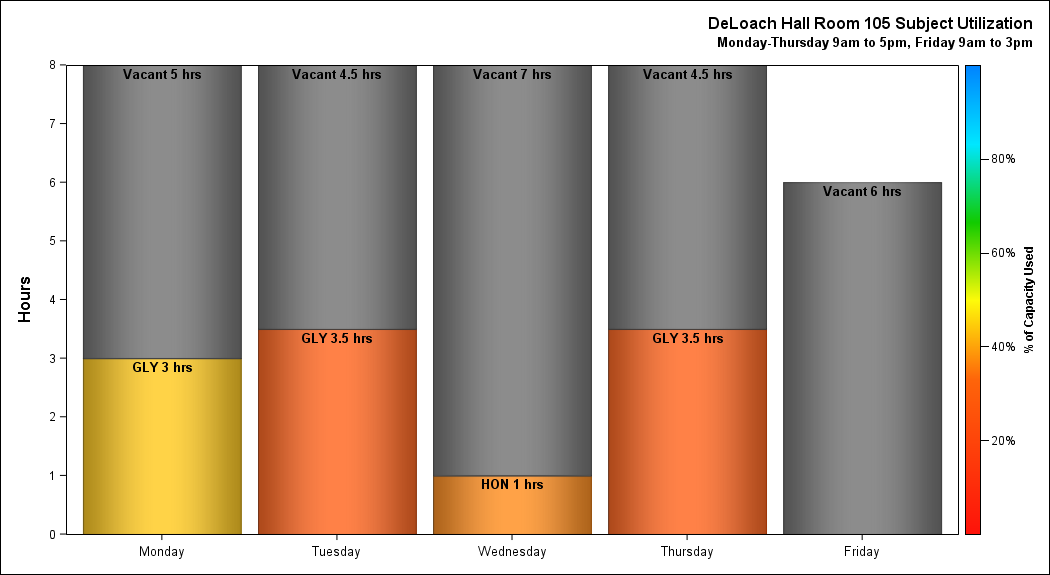 DeLoach Hall Room 105 Subject Utilization
Monday-Thursday 9am to 5pm, Friday 9am to 3pm
Hours
8
7
6
5
4
3
2
1
0
Vacant 5 hrs
Vacant 4.5 hrs
Vacant 7 hrs
Vacant 4.5 hrs
Vacant 6 hrs
GLY 3 hrs
GLY 3.5 hrs
HON 1 hrs
GLY 3.5 hrs
Monday
Tuesday
Wednesday
Thursday
Friday
80%
60%
40%
20%
% of Capacity Used